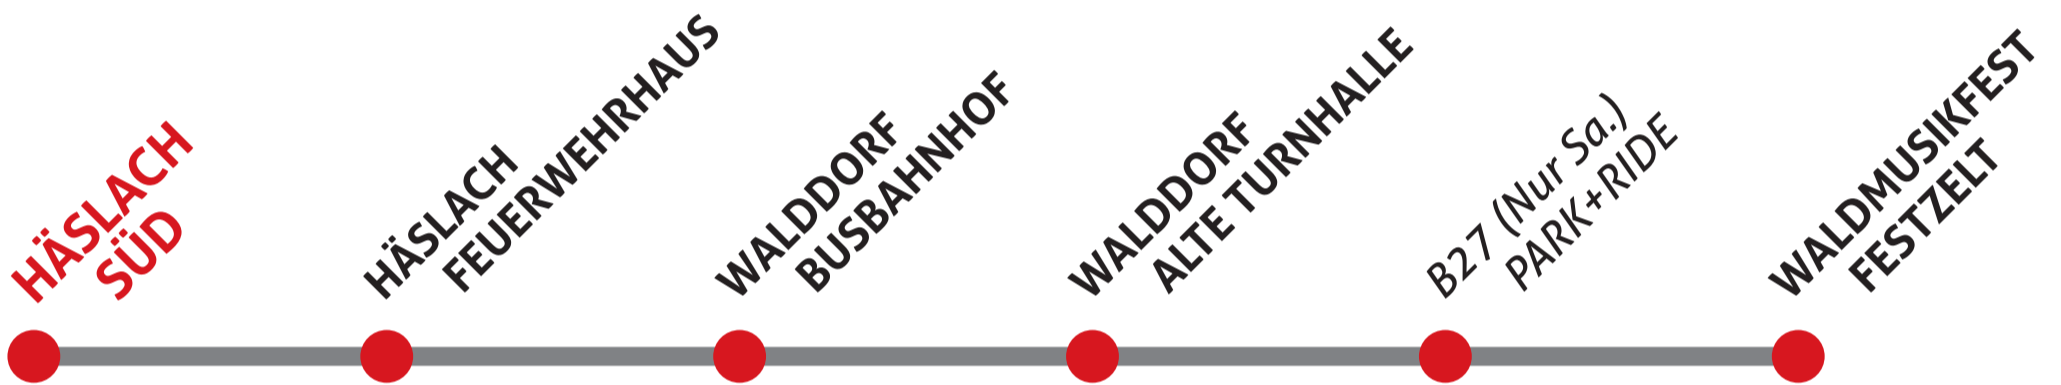 HÄSLACH
SÜD
HÄSLACH
FEUERWEHRHAUS
WALDDORF
BUSBAHNHOF
WALDDORF
ALTE TURNHALLE
B27 (Nur Sa.)
PARK+RIDE
WALDMUSIKFEST
FESTZELT